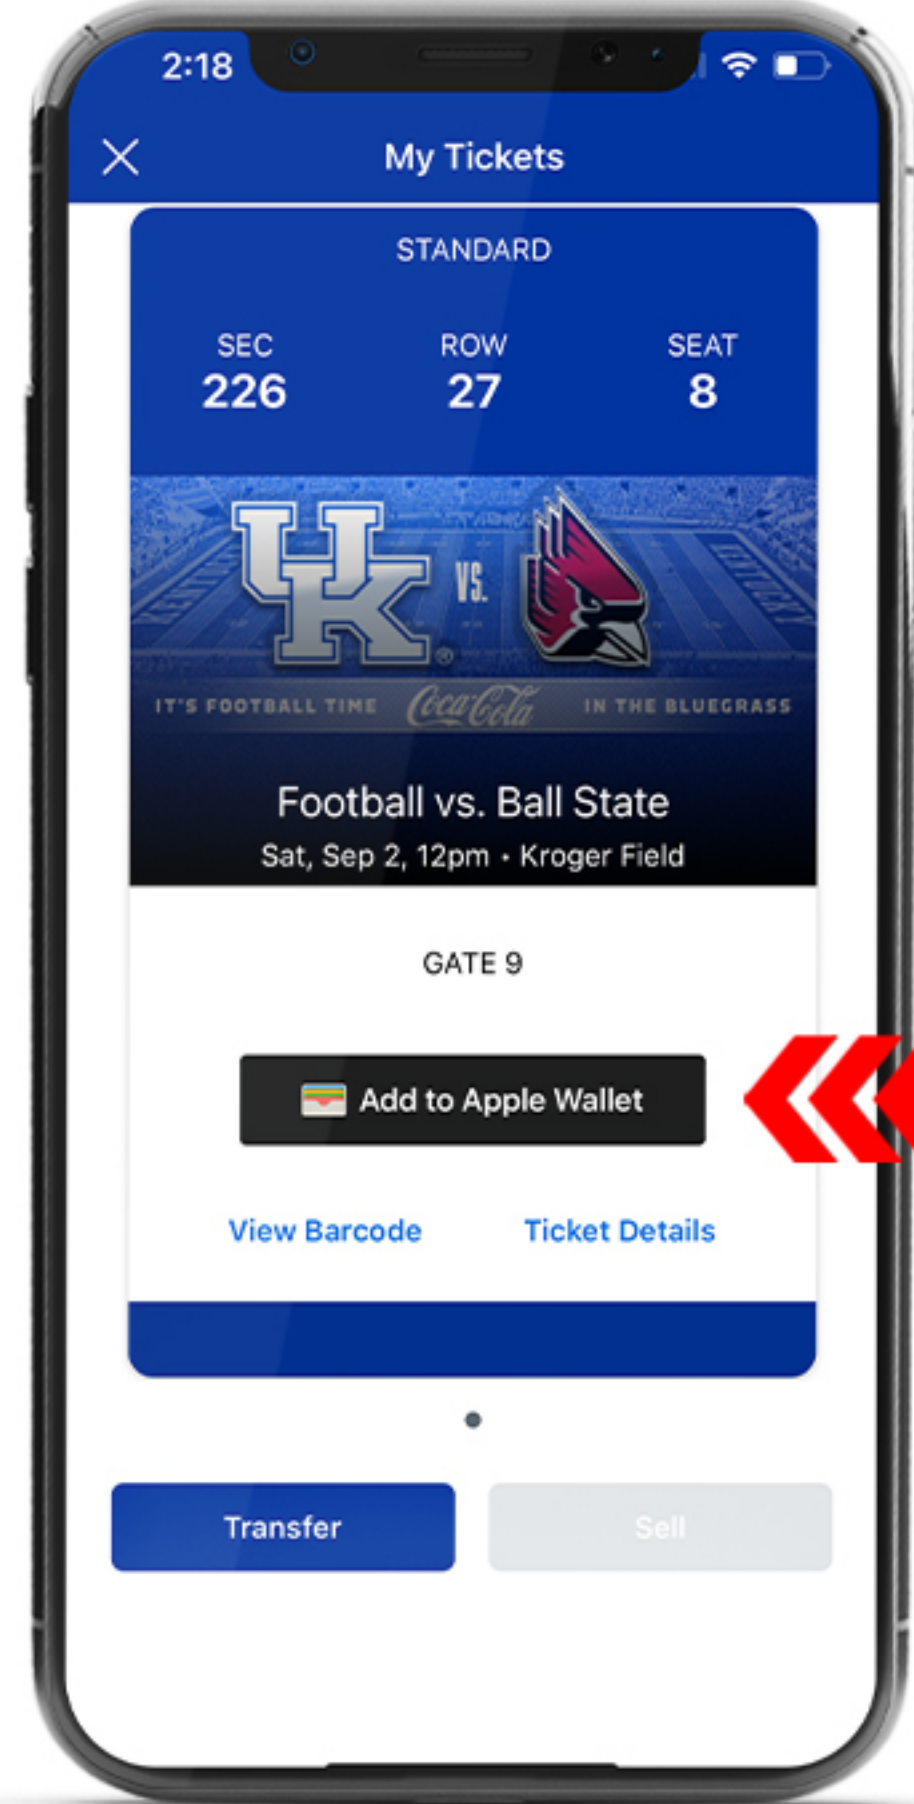 2:18
My Tickets
STANDARD
SEC ROW SEAT
226 27 8
UK VS.
IT'S FOOTBALL TIME Coca-Cola IN THE BLUEGRASS
Football vs. Ball State
Sat, Sep 2, 12pm • Kroger Field
GATE 9
Add to Apple Wallet
View Barcode Ticket Details
Transfer Sell